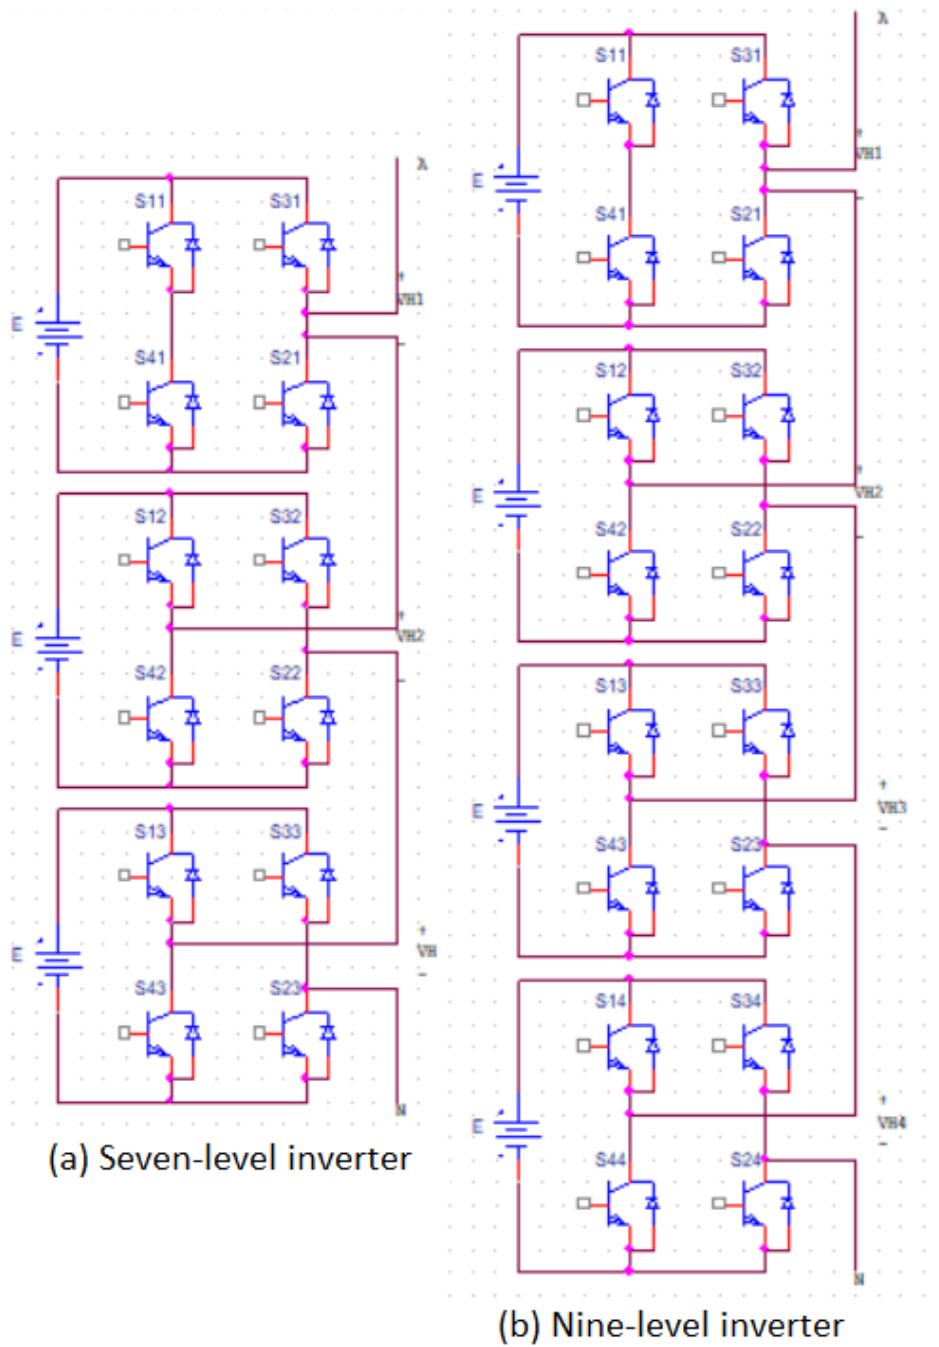 A
S11 S31
+
VH1
E
-
S41 S21
S12 S32
+
VH2
E
-
S42 S22
S13 S33
+
VH
E
-
S43 S23
N
(a) Seven-level inverter
A
S11 S31
+
VH1
E
-
S41 S21
S12 S32
+
VH2
E
-
S42 S22
S13 S33
+
VH3
E
-
S43 S23
S14 S34
+
VH4
E
-
S44 S24
N
(b) Nine-level inverter